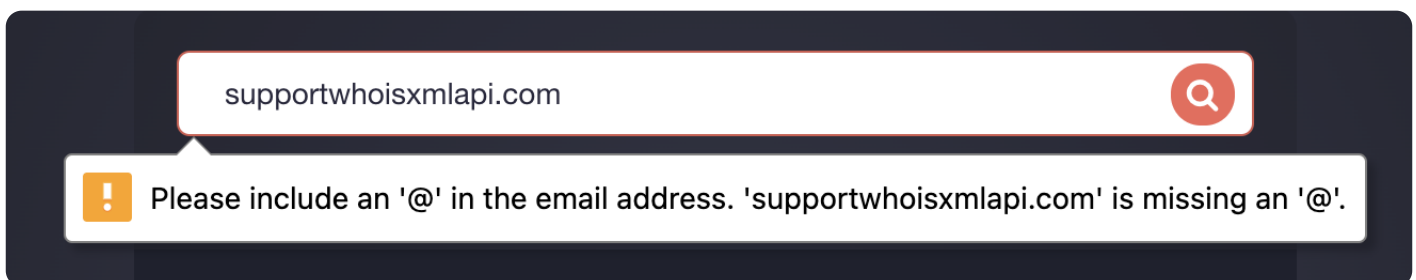 supportwhoisxmlapi.com
Please include an '@' in the email address. 'supportwhoisxmlapi.com' is missing an '@'.